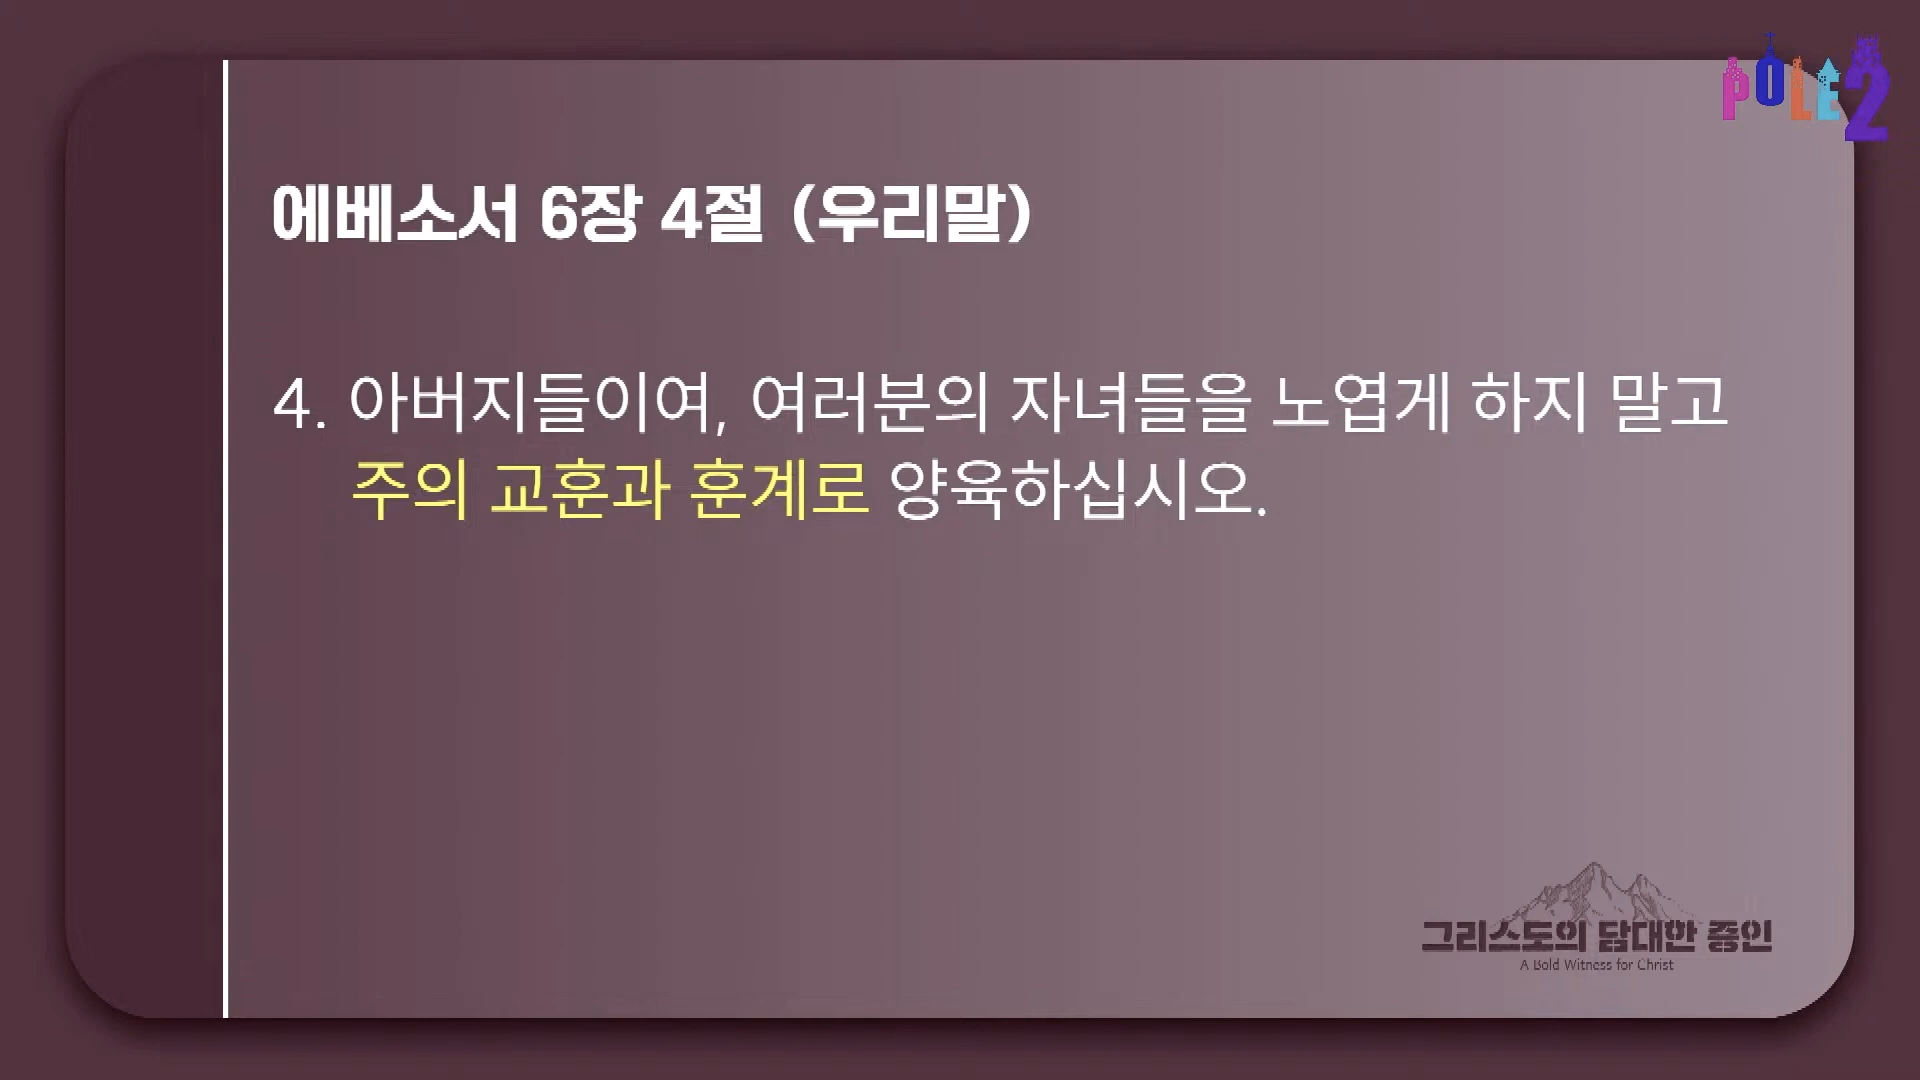 POLE2
에베소서 6장 4절 (우리말)
4. 아버지들이여, 여러분의 자녀들을 노엽게 하지 말고
주의 교훈과 훈계로 양육하십시오.
그리스도의 담대한 증인
A Bold Witness for Christ